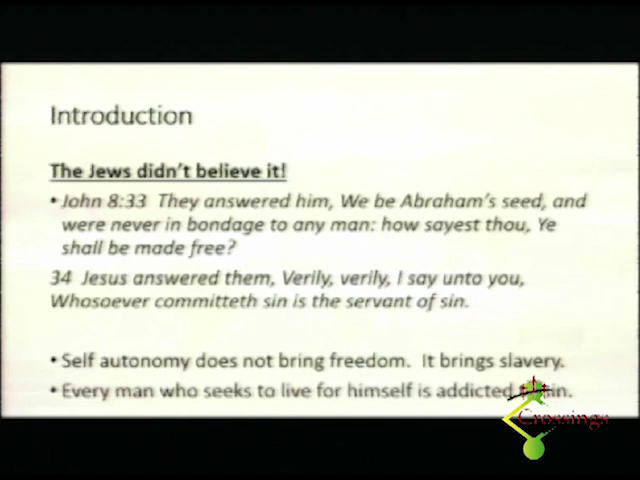 Introduction
The Jews didn't believe it!
• John 8:33 They answered him, We be Abraham's seed, and
were never in bondage to any man: how sayest thou, Ye
shall be made free?
34 Jesus answered them, Verily, verily, I say unto you,
Whosoever committeth sin is the servant of sin.
• Self autonomy does not bring freedom. It brings slavery.
• Every man who seeks to live for himself is addicted to sin.
Crossings